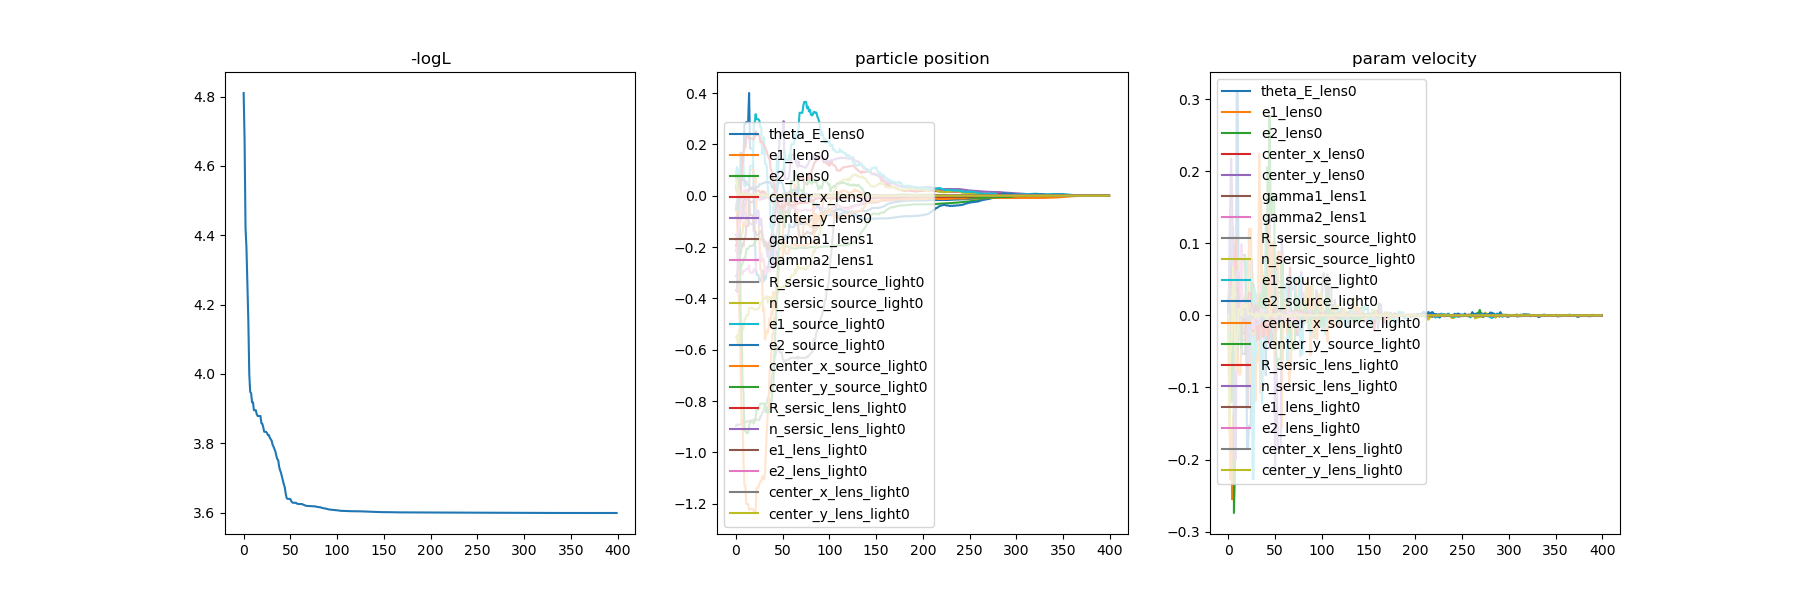 -logL
4.8
4.6
4.4
4.2
4.0
3.8
3.6
0 50 100 150 200 250 300 350 400
particle position
0.4
0.2
0.0
−0.2
−0.4
−0.6
−0.8
−1.0
−1.2
theta_E_lens0
e1_lens0
e2_lens0
center_x_lens0
center_y_lens0
gamma1_lens1
gamma2_lens1
R_sersic_source_light0
n_sersic_source_light0
e1_source_light0
e2_source_light0
center_x_source_light0
center_y_source_light0
R_sersic_lens_light0
n_sersic_lens_light0
e1_lens_light0
e2_lens_light0
center_x_lens_light0
center_y_lens_light0
0 50 100 150 200 250 300 350 400
param velocity
0.3
0.2
0.1
0.0
−0.1
−0.2
−0.3
theta_E_lens0
e1_lens0
e2_lens0
center_x_lens0
center_y_lens0
gamma1_lens1
gamma2_lens1
R_sersic_source_light0
n_sersic_source_light0
e1_source_light0
e2_source_light0
center_x_source_light0
center_y_source_light0
R_sersic_lens_light0
n_sersic_lens_light0
e1_lens_light0
e2_lens_light0
center_x_lens_light0
center_y_lens_light0
0 50 100 150 200 250 300 350 400